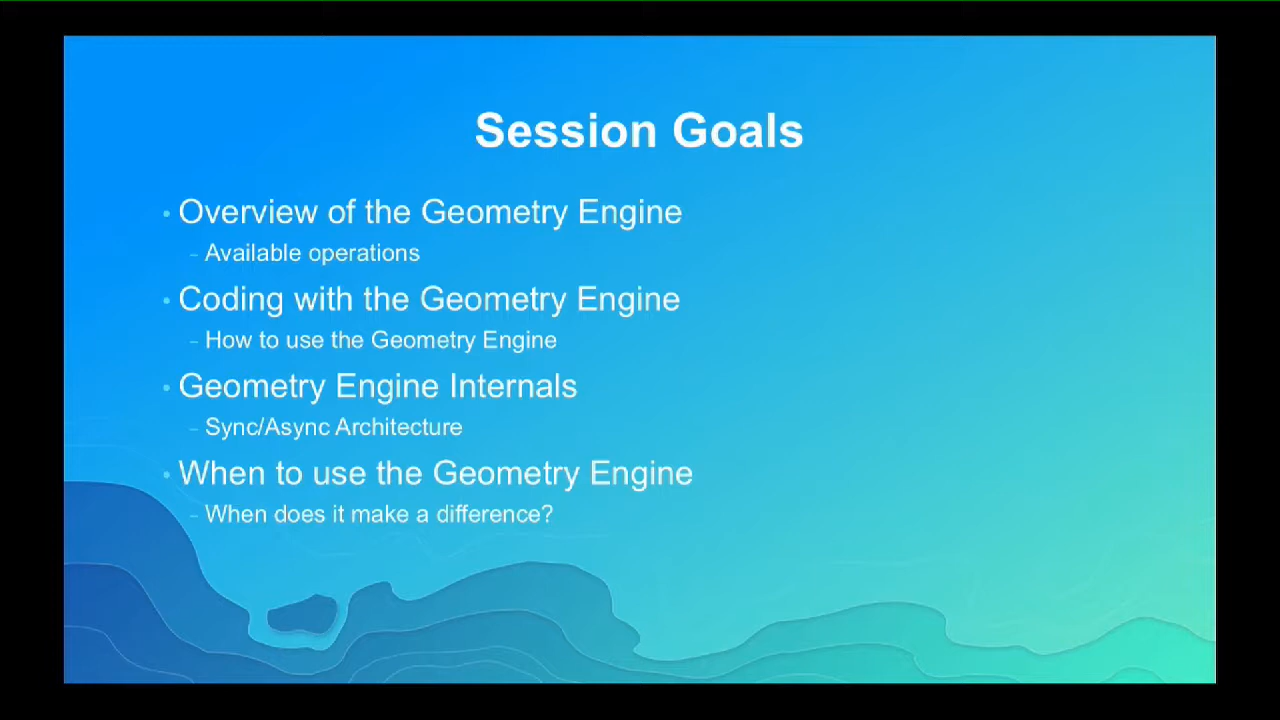 Session Goals
• Overview of the Geometry Engine
– Available operations
• Coding with the Geometry Engine
– How to use the Geometry Engine
• Geometry Engine Internals
– Sync/Async Architecture
• When to use the Geometry Engine
– When does it make a difference?